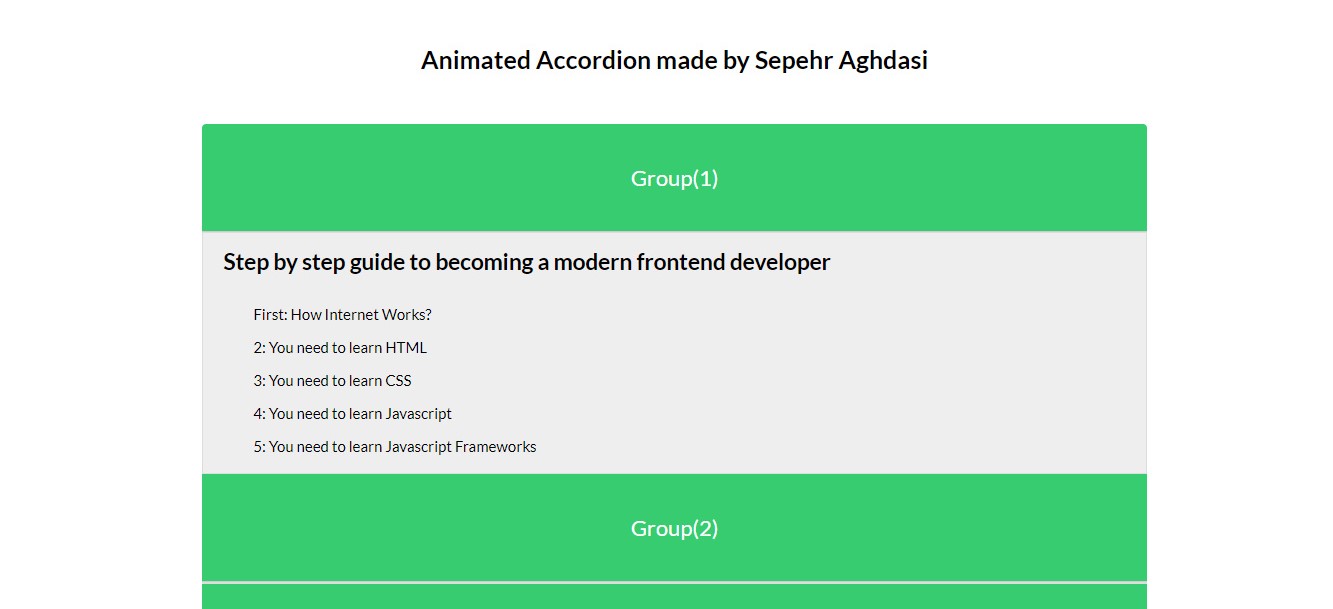 Animated Accordion made by Sepehr Aghdasi
Group(1)
Step by step guide to becoming a modern frontend developer
First: How Internet Works?
2: You need to learn HTML
3: You need to learn CSS
4: You need to learn Javascript
5: You need to learn Javascript Frameworks
Group(2)